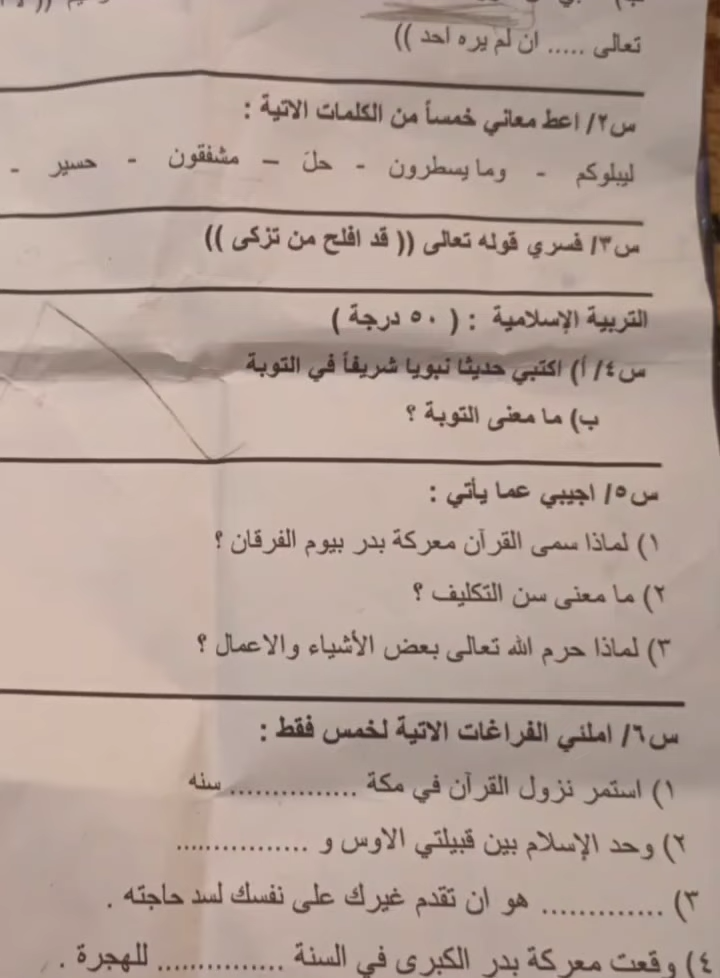 تعالى ..... ان لم يره احد ))
س٢/ اعط معاني خمساً من الكلمات الاتية :
ليبلوكم - وما يسطرون - حلَ – مشفقون - حسير -
س٣/ فسري قوله تعالى (( قد افلح من تزكى ))
التربية الإسلامية : ( ٥٠ درجة )
س٤/ أ) اكتبي حديثا نبويا شريفاً في التوبة
ب) ما معنى التوبة ؟
س٥/ اجيبي عما يأتي :
١) لماذا سمى القرآن معركة بدر بيوم الفرقان ؟
٢) ما معنى سن التكليف ؟
٣) لماذا حرم الله تعالى بعض الأشياء والاعمال ؟
س٦/ املئي الفراغات الاتية لخمس فقط :
١) استمر نزول القرآن في مكة ............... سنه
٢) وحد الإسلام بين قبيلتي الاوس و ................
٣) .............. هو ان تقدم غيرك على نفسك لسد حاجته .
٤) وقعت معركة بدر الكبرى في السنة ............... للهجرة .